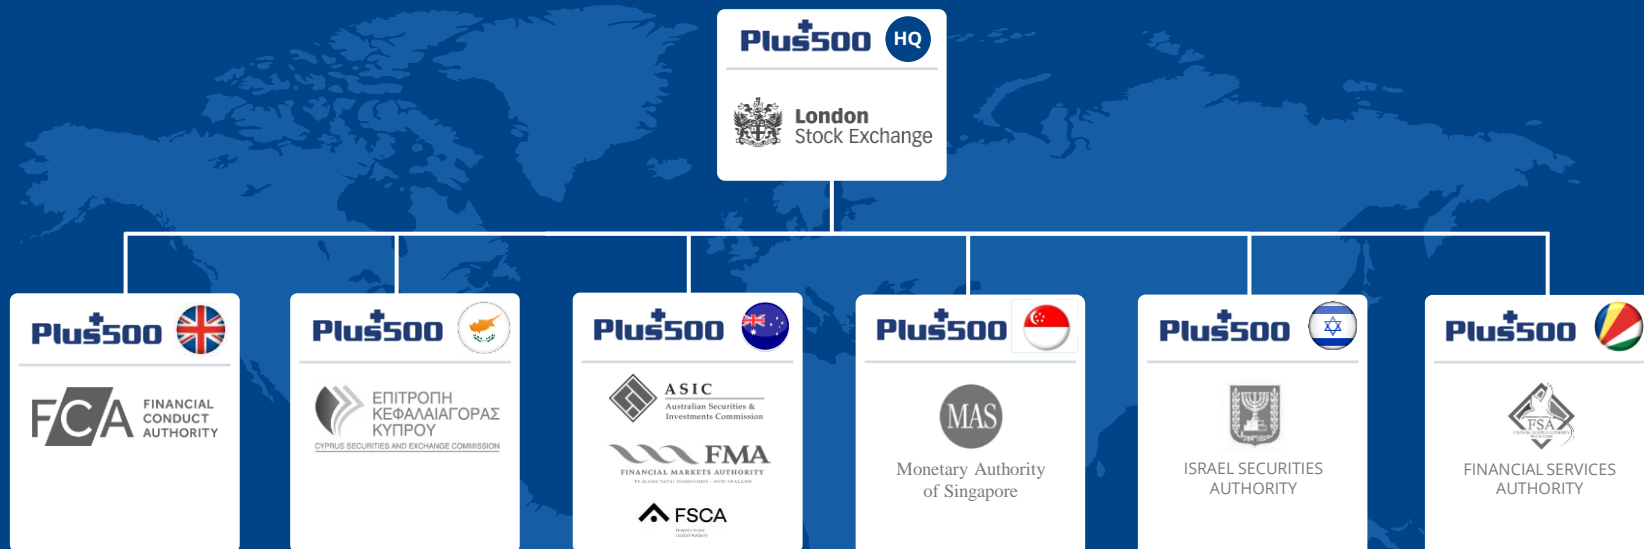 Plus500 HQ
London
Stock Exchange
Plus500
FCA FINANCIAL
CONDUCT
AUTHORITY
Plus500
ΕΠΙΤΡΟΠΗ
ΚΕΦΑΛΑΙΑΓΟΡΑΣ
ΚΥΠΡΟΥ
CYPRUS SECURITIES AND EXCHANGE COMMISSION
Plus500
ASIC
Australian Securities &
Investments Commission
FMA
FINANCIAL MARKETS AUTHORITY
FSCA
Plus500
MAS
Monetary Authority
of Singapore
Plus500
ISRAEL SECURITIES
AUTHORITY
Plus500
FSA
FINANCIAL SERVICES
AUTHORITY